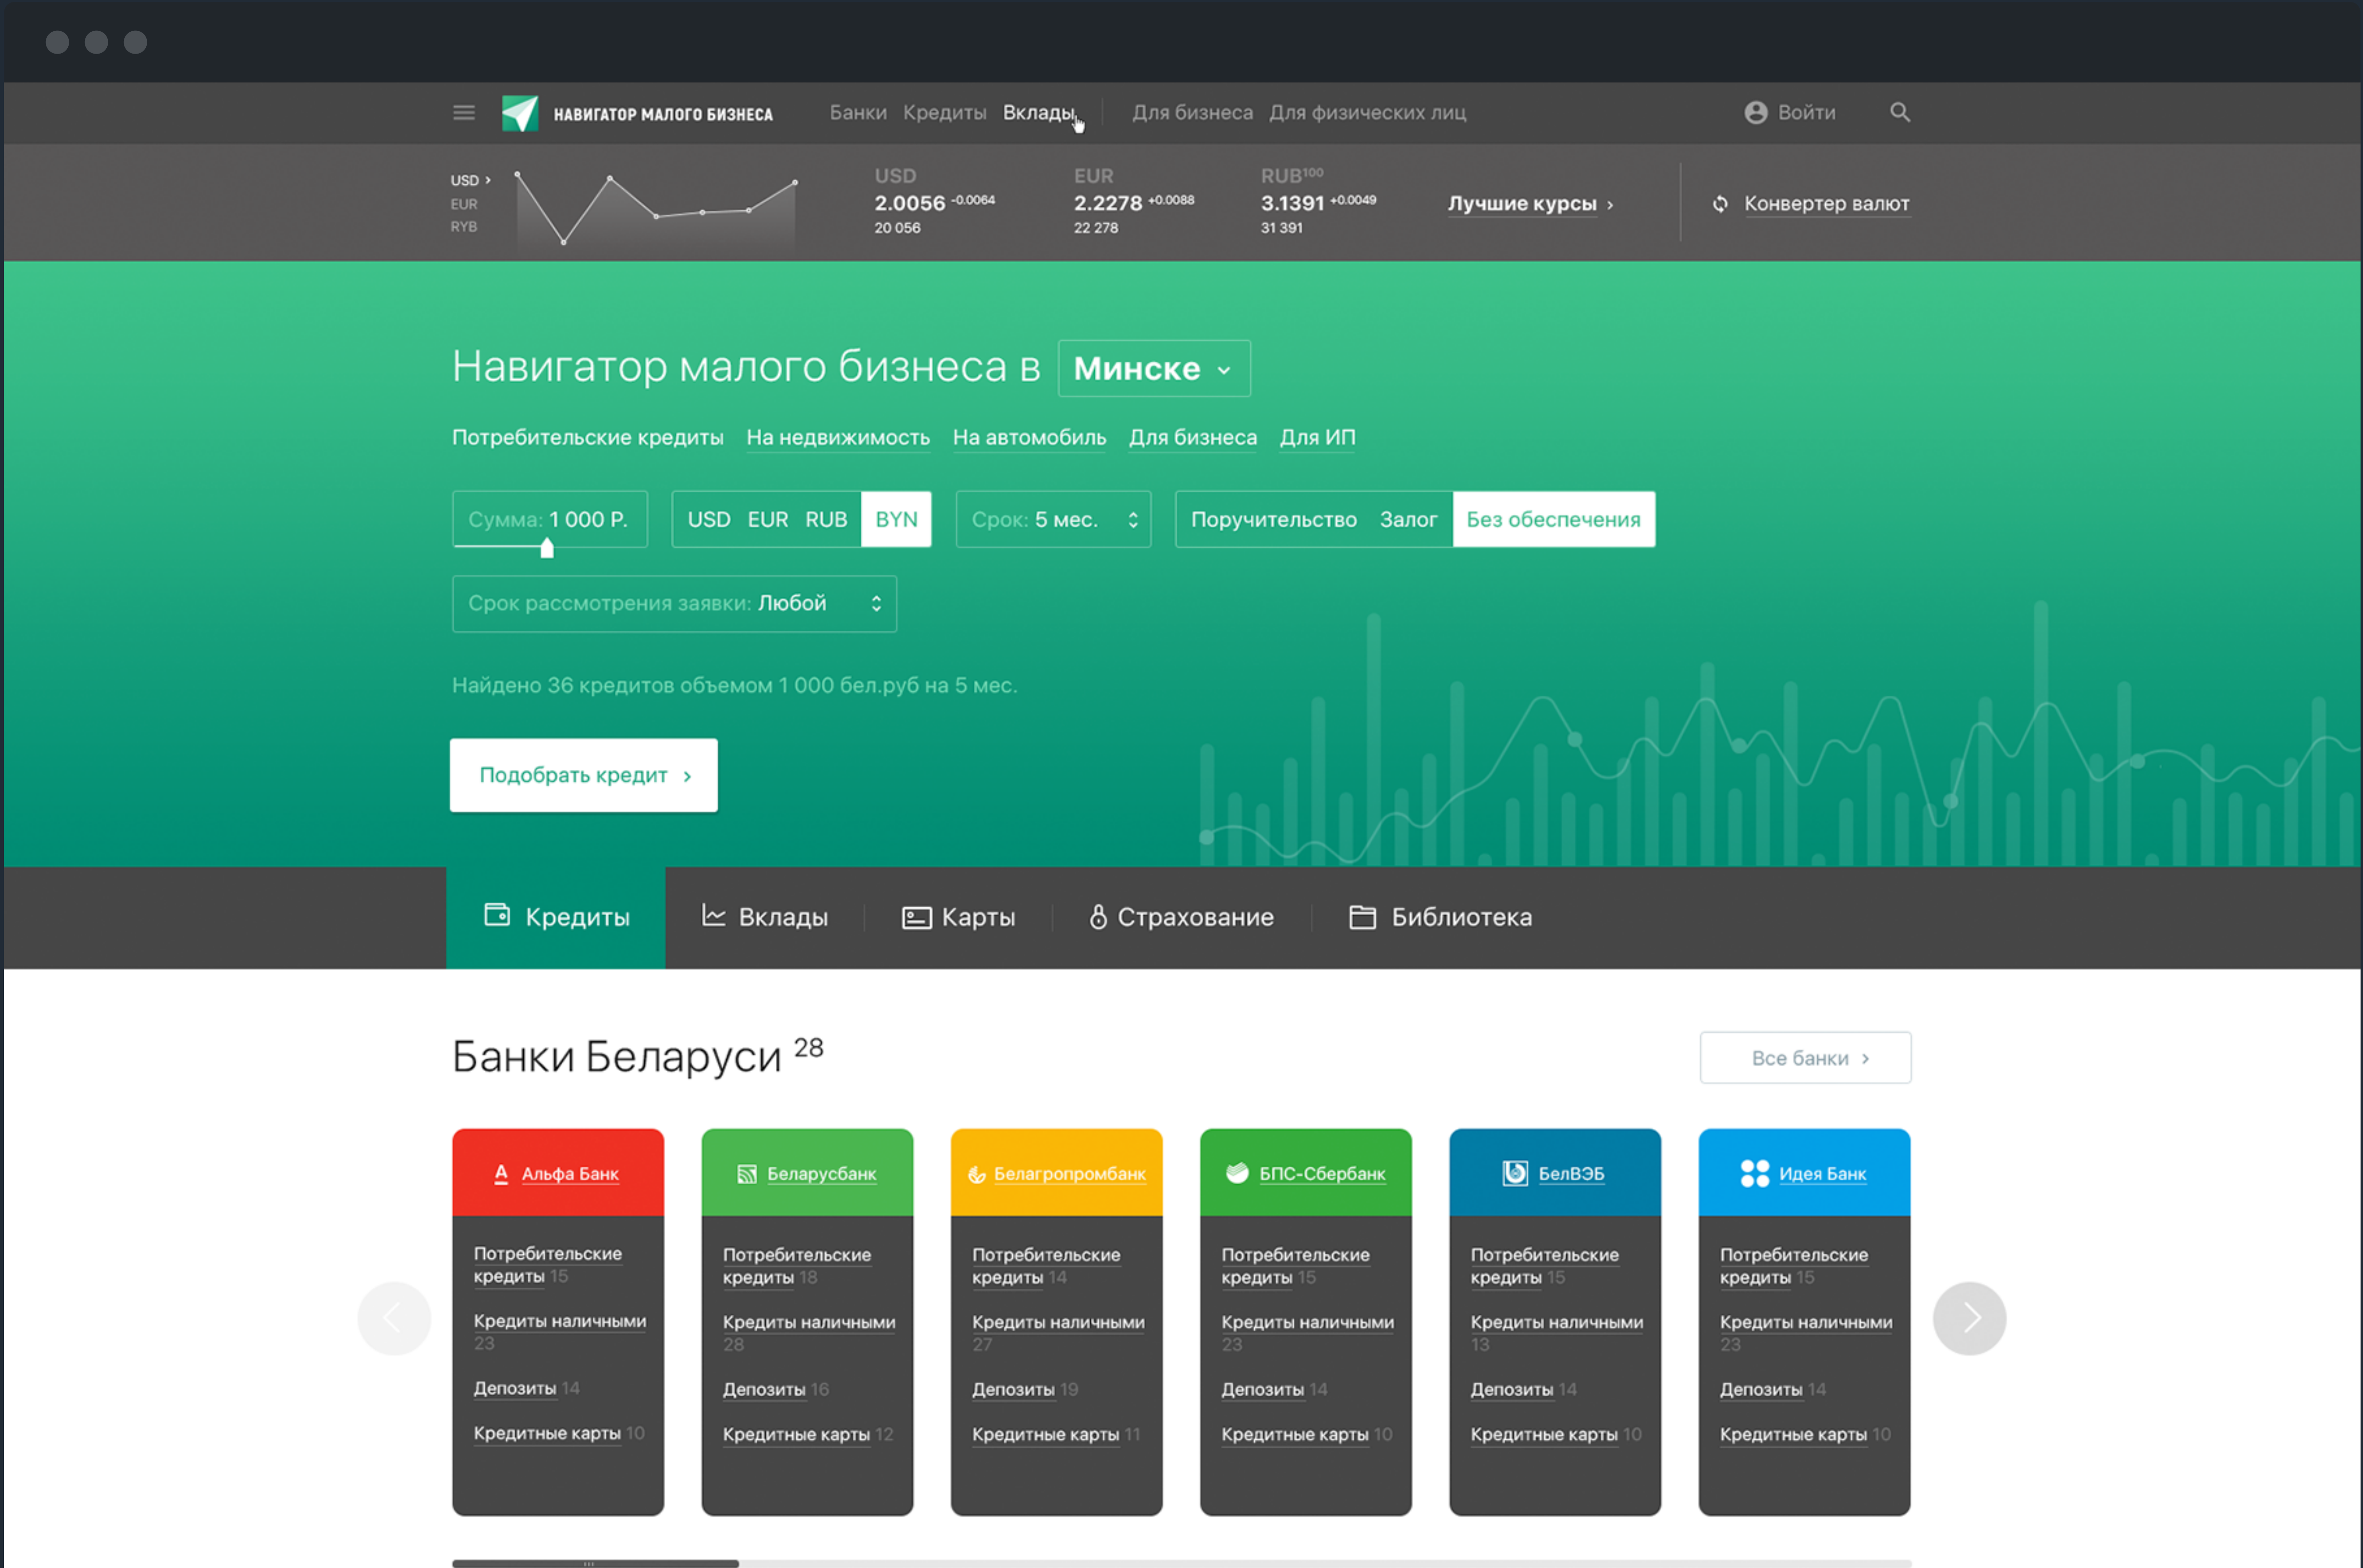 НАВИГАТОР МАЛОГО БИЗНЕСА Банки Кредиты Вклады Для бизнеса Для физических лиц Войти
USD
EUR
RYB
USD
2.0056 -0.0064
20 056
EUR
2.2278 +0.0088
22 278
RUB100
3.1391 +0.0049
31 391
Лучшие курсы
Конвертер валют
Навигатор малого бизнеса в Минске
Потребительские кредиты На недвижимость На автомобиль Для бизнеса Для ИП
Сумма: 1 000 Р. USD EUR RUB BYN Срок: 5 мес. Поручительство Залог Без обеспечения
Срок рассмотрения заявки: Любой
Найдено 36 кредитов объемом 1 000 бел.руб на 5 мес.
Подобрать кредит
Кредиты Вклады Карты Страхование Библиотека
Банки Беларуси 28
Все банки
Альфа Банк
Потребительские
кредиты 15
Кредиты наличными
23
Депозиты 14
Кредитные карты 10
Беларусбанк
Потребительские
кредиты 18
Кредиты наличными
28
Депозиты 16
Кредитные карты 12
Белагропромбанк
Потребительские
кредиты 14
Кредиты наличными
27
Депозиты 19
Кредитные карты 11
БПС-Сбербанк
Потребительские
кредиты 15
Кредиты наличными
23
Депозиты 14
Кредитные карты 10
БелВЭБ
Потребительские
кредиты 15
Кредиты наличными
13
Депозиты 14
Кредитные карты 10
Идея Банк
Потребительские
кредиты 15
Кредиты наличными
23
Депозиты 14
Кредитные карты 10